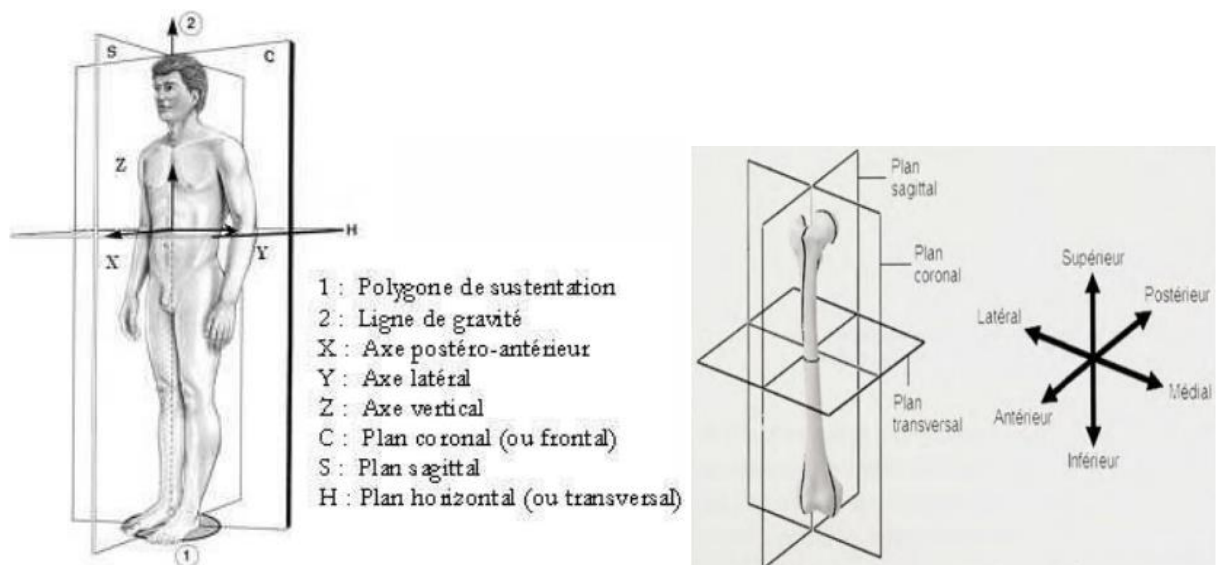 2
S
C
Z
H
X
Y
1
1 : Polygone de sustentation
2 : Ligne de gravité
X : Axe postéro-antérieur
Y : Axe latéral
Z : Axe vertical
C : Plan coronal (ou frontal)
S : Plan sagittal
H : Plan horizontal (ou transversal)
Plan
sagittal
Plan
coronal
Plan
transversal
Supérieur
Postérieur
Latéral
Médial
Antérieur
Inférieur